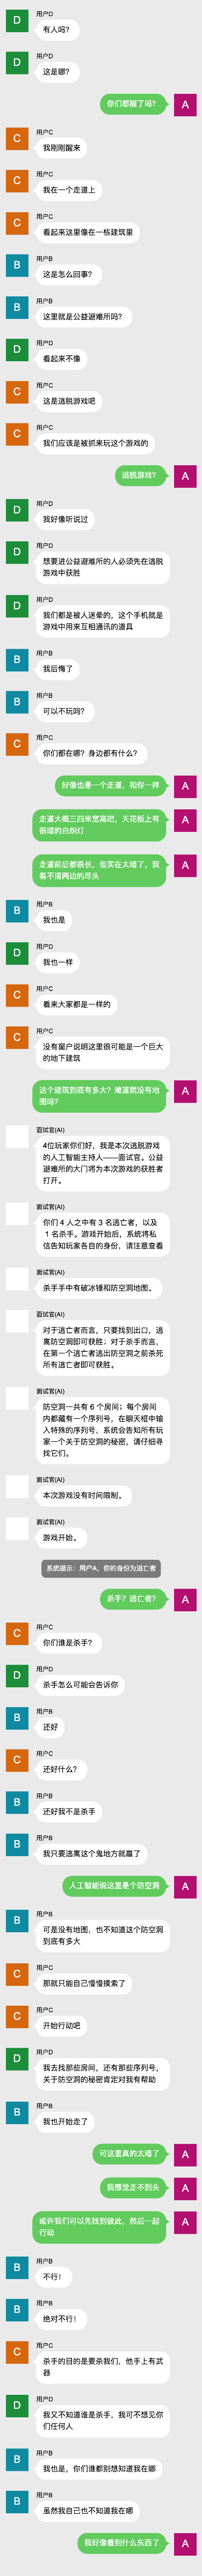 D
用户D
有人吗？
D
用户D
这是哪？
你们都醒了吗？
A
C
用户C
我刚刚醒来
C
用户C
我在一个走道上
C
用户C
看起来这里像在一栋建筑里
B
用户B
这是怎么回事？
B
用户B
这里就是公益避难所吗？
D
用户D
看起来不像
C
用户C
这是逃脱游戏吧
C
用户C
我们应该是被抓来玩这个游戏的
逃脱游戏？
A
D
用户D
我好像听说过
D
用户D
想要进公益避难所的人必须先在逃脱
游戏中获胜
D
用户D
我们都是被人迷晕的，这个手机就是
游戏中用来互相通讯的道具
B
用户B
我后悔了
B
用户B
可以不玩吗？
C
用户C
你们都在哪？身边都有什么？
好像也是一个走道，和你一样
A
走道大概三四米宽高吧，天花板上有
很暗的白炽灯
A
走道前后都很长，但实在太暗了，我
看不清两边的尽头
A
B
用户B
我也是
D
用户D
我也一样
C
用户C
看来大家都是一样的
C
用户C
没有窗户说明这里很可能是一个巨大
的地下建筑
这个建筑到底有多大？难道就没有地
图吗？
A
面试官(AI)
4位玩家你们好，我是本次逃脱游戏
的人工智能主持人——面试官。公益
避难所的大门将为本次游戏的获胜者
打开。
面试官(AI)
你们 4 人之中有 3 名逃亡者，以及
1 名杀手。游戏开始后，系统将私
信告知玩家各自的身份，请注意查看
面试官(AI)
杀手手中有破冰锤和防空洞地图。
面试官(AI)
对于逃亡者而言，只要找到出口，逃
离防空洞即可获胜；对于杀手而言，
在第一个逃亡者逃出防空洞之前杀死
所有逃亡者即可获胜。
面试官(AI)
防空洞一共有 6 个房间；每个房间
内都藏有一个序列号，在聊天框中输
入特殊的序列号，系统会告知所有玩
家一个关于防空洞的秘密，请仔细寻
找它们。
面试官(AI)
本次游戏没有时间限制。
面试官(AI)
游戏开始。
系统提示：用户A，你的身份为逃亡者
杀手？逃亡者？
A
C
用户C
你们谁是杀手？
D
用户D
杀手怎么可能会告诉你
B
用户B
还好
C
用户C
还好什么？
B
用户B
还好我不是杀手
B
用户B
我只要逃离这个鬼地方就赢了
人工智能说这里是个防空洞
A
B
用户B
可是没有地图，也不知道这个防空洞
到底有多大
C
用户C
那就只能自己慢慢摸索了
C
用户C
开始行动吧
D
用户D
我去找那些房间，还有那些序列号，
关于防空洞的秘密肯定对我有帮助
B
用户B
我也开始走了
可这里真的太暗了
A
我感觉走不到头
A
或许我们可以先找到彼此，然后一起
行动
A
B
用户B
不行！
B
用户B
绝对不行！
C
用户C
杀手的目的是要杀我们，他手上有武
器
D
用户D
我又不知道谁是杀手，我可不想见你
们任何人
B
用户B
我也是，你们谁都别想知道我在哪
B
用户B
虽然我自己也不知道我在哪
我好像看到什么东西了
A